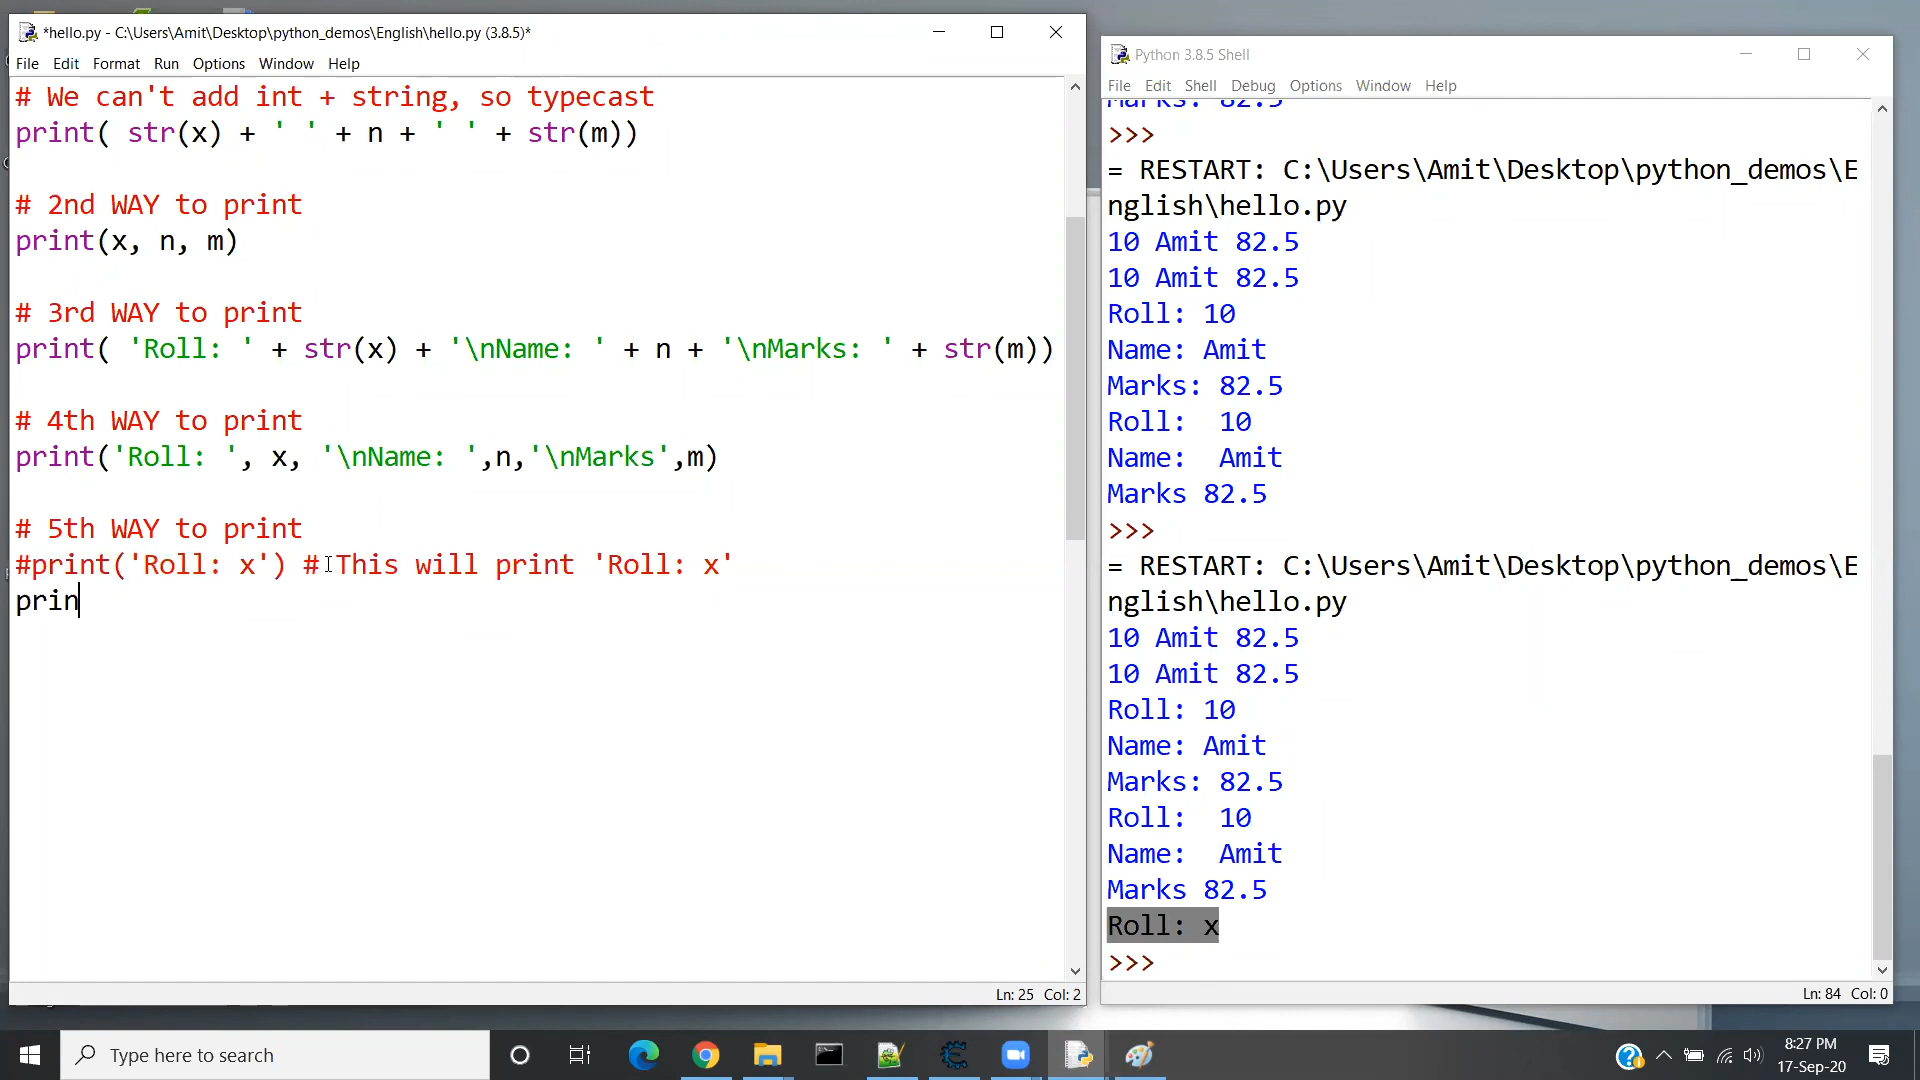 *hello.py - C:\Users\Amit\Desktop\python_demos\English\hello.py (3.8.5)*
File Edit Format Run Options Window Help
# We can't add int + string, so typecast
print( str(x) + ' ' + n + ' ' + str(m))
# 2nd WAY to print
print(x, n, m)
# 3rd WAY to print
print( 'Roll: ' + str(x) + '\nName: ' + n + '\nMarks: ' + str(m))
# 4th WAY to print
print('Roll: ', x, '\nName: ',n,'\nMarks',m)
# 5th WAY to print
#print('Roll: x') # This will print 'Roll: x'
prin
Ln: 25 Col: 2
Python 3.8.5 Shell
File Edit Shell Debug Options Window Help
Marks: 82.5
>>>
= RESTART: C:\Users\Amit\Desktop\python_demos\E
nglish\hello.py
10 Amit 82.5
10 Amit 82.5
Roll: 10
Name: Amit
Marks: 82.5
Roll:  10
Name:  Amit
Marks 82.5
>>>
= RESTART: C:\Users\Amit\Desktop\python_demos\E
nglish\hello.py
10 Amit 82.5
10 Amit 82.5
Roll: 10
Name: Amit
Marks: 82.5
Roll:  10
Name:  Amit
Marks 82.5
Roll: x
>>>
Ln: 84 Col: 0
Type here to search
8:27 PM
17-Sep-20